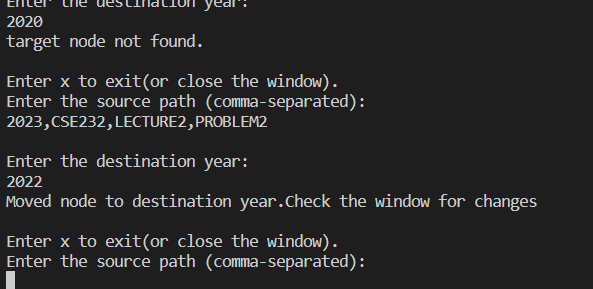 Enter the destination year:
2020
target node not found.
Enter x to exit(or close the window).
Enter the source path (comma-separated):
2023,CSE232,LECTURE2,PROBLEM2
Enter the destination year:
2022
Moved node to destination year.Check the window for changes
Enter x to exit(or close the window).
Enter the source path (comma-separated):